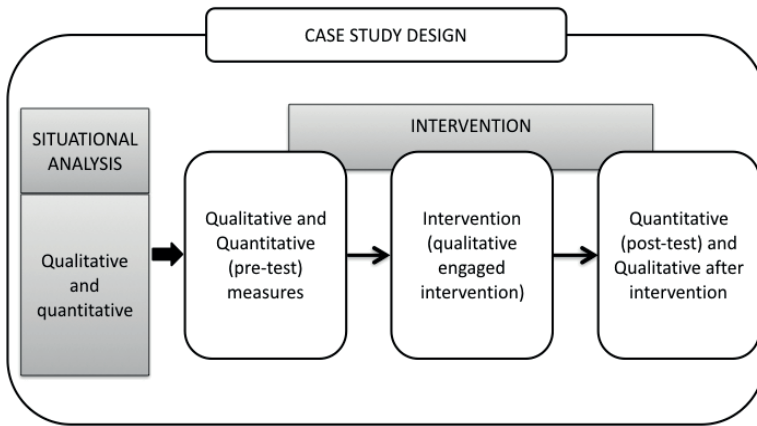 CASE STUDY DESIGN
SITUATIONAL
ANALYSIS
Qualitative
and
quantitative
INTERVENTION
Qualitative and
Quantitative
(pre-test)
measures
Intervention
(qualitative
engaged
intervention)
Quantitative
(post-test) and
Qualitative after
intervention